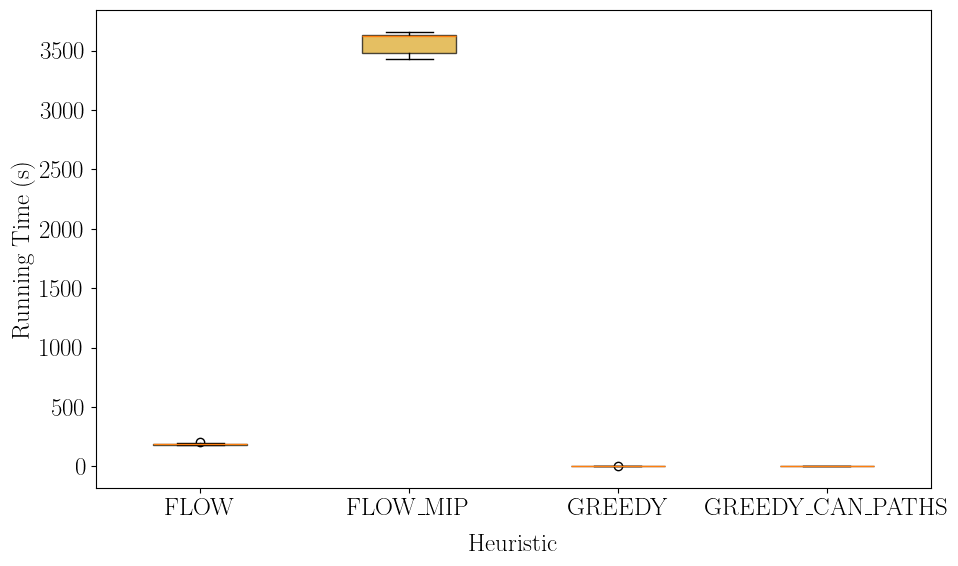 Running Time (s)
3500
3000
2500
2000
1500
1000
500
0
FLOW
FLOW_MIP
GREEDY
GREEDY_CAN_PATHS
Heuristic